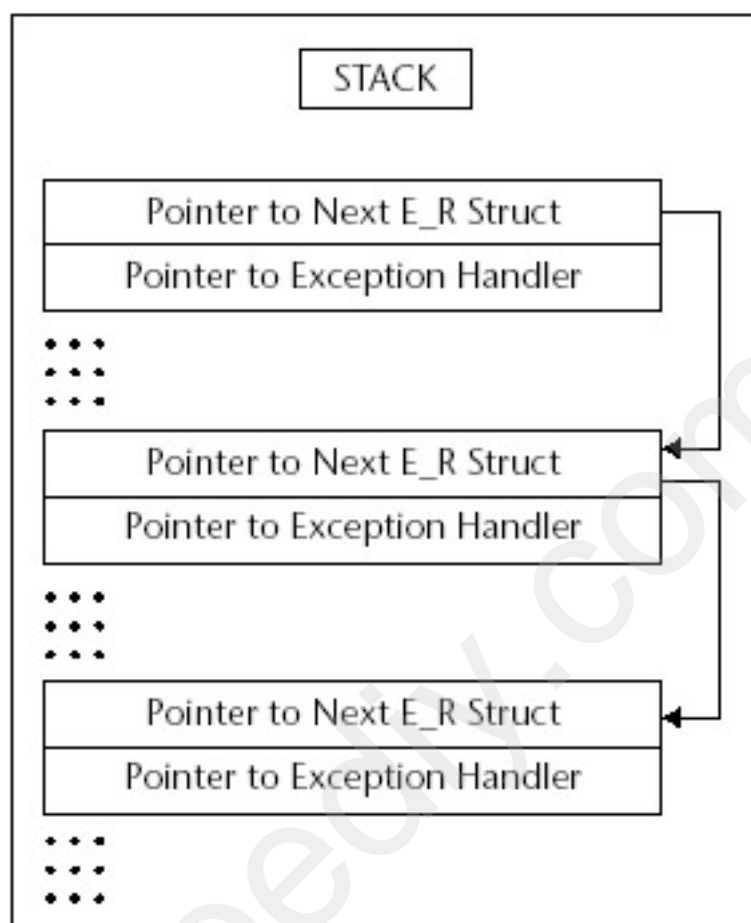 STACK
Pointer to Next E_R Struct
Pointer to Exception Handler
Pointer to Next E_R Struct
Pointer to Exception Handler
Pointer to Next E_R Struct
Pointer to Exception Handler